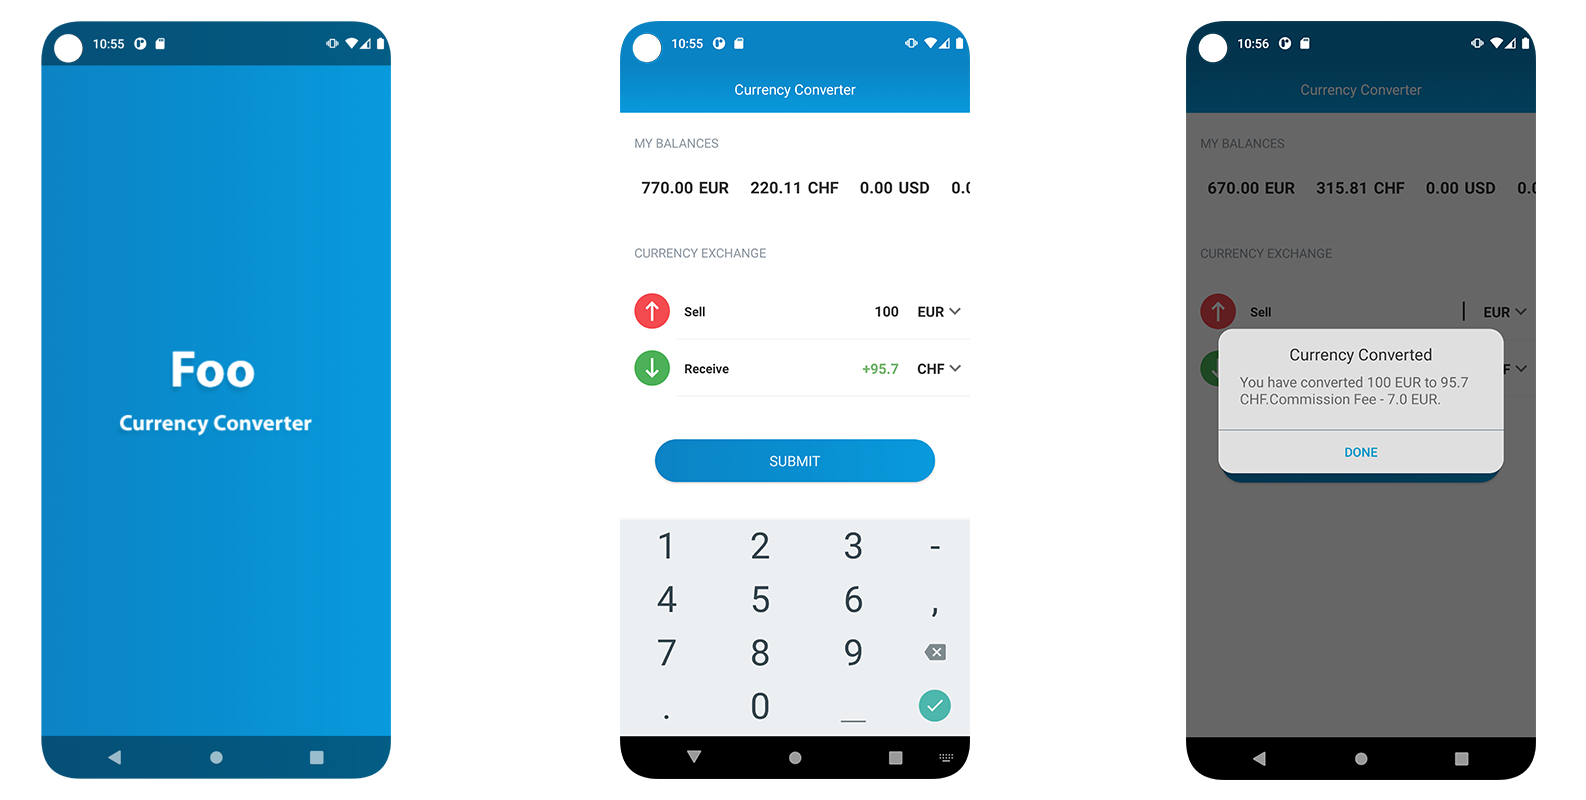 10:55
Foo
Currency Converter
10:55
Currency Converter
MY BALANCES
770.00 EUR 220.11 CHF 0.00 USD 0.0
CURRENCY EXCHANGE
Sell 100 EUR
Receive +95.7 CHF
SUBMIT
1 2 3 -
4 5 6 ,
7 8 9
. 0 _
10:56
Currency Converter
MY BALANCES
670.00 EUR 315.81 CHF 0.00 USD 0.0
CURRENCY EXCHANGE
Sell EUR
F
Currency Converted
You have converted 100 EUR to 95.7
CHF.Commission Fee - 7.0 EUR.
DONE